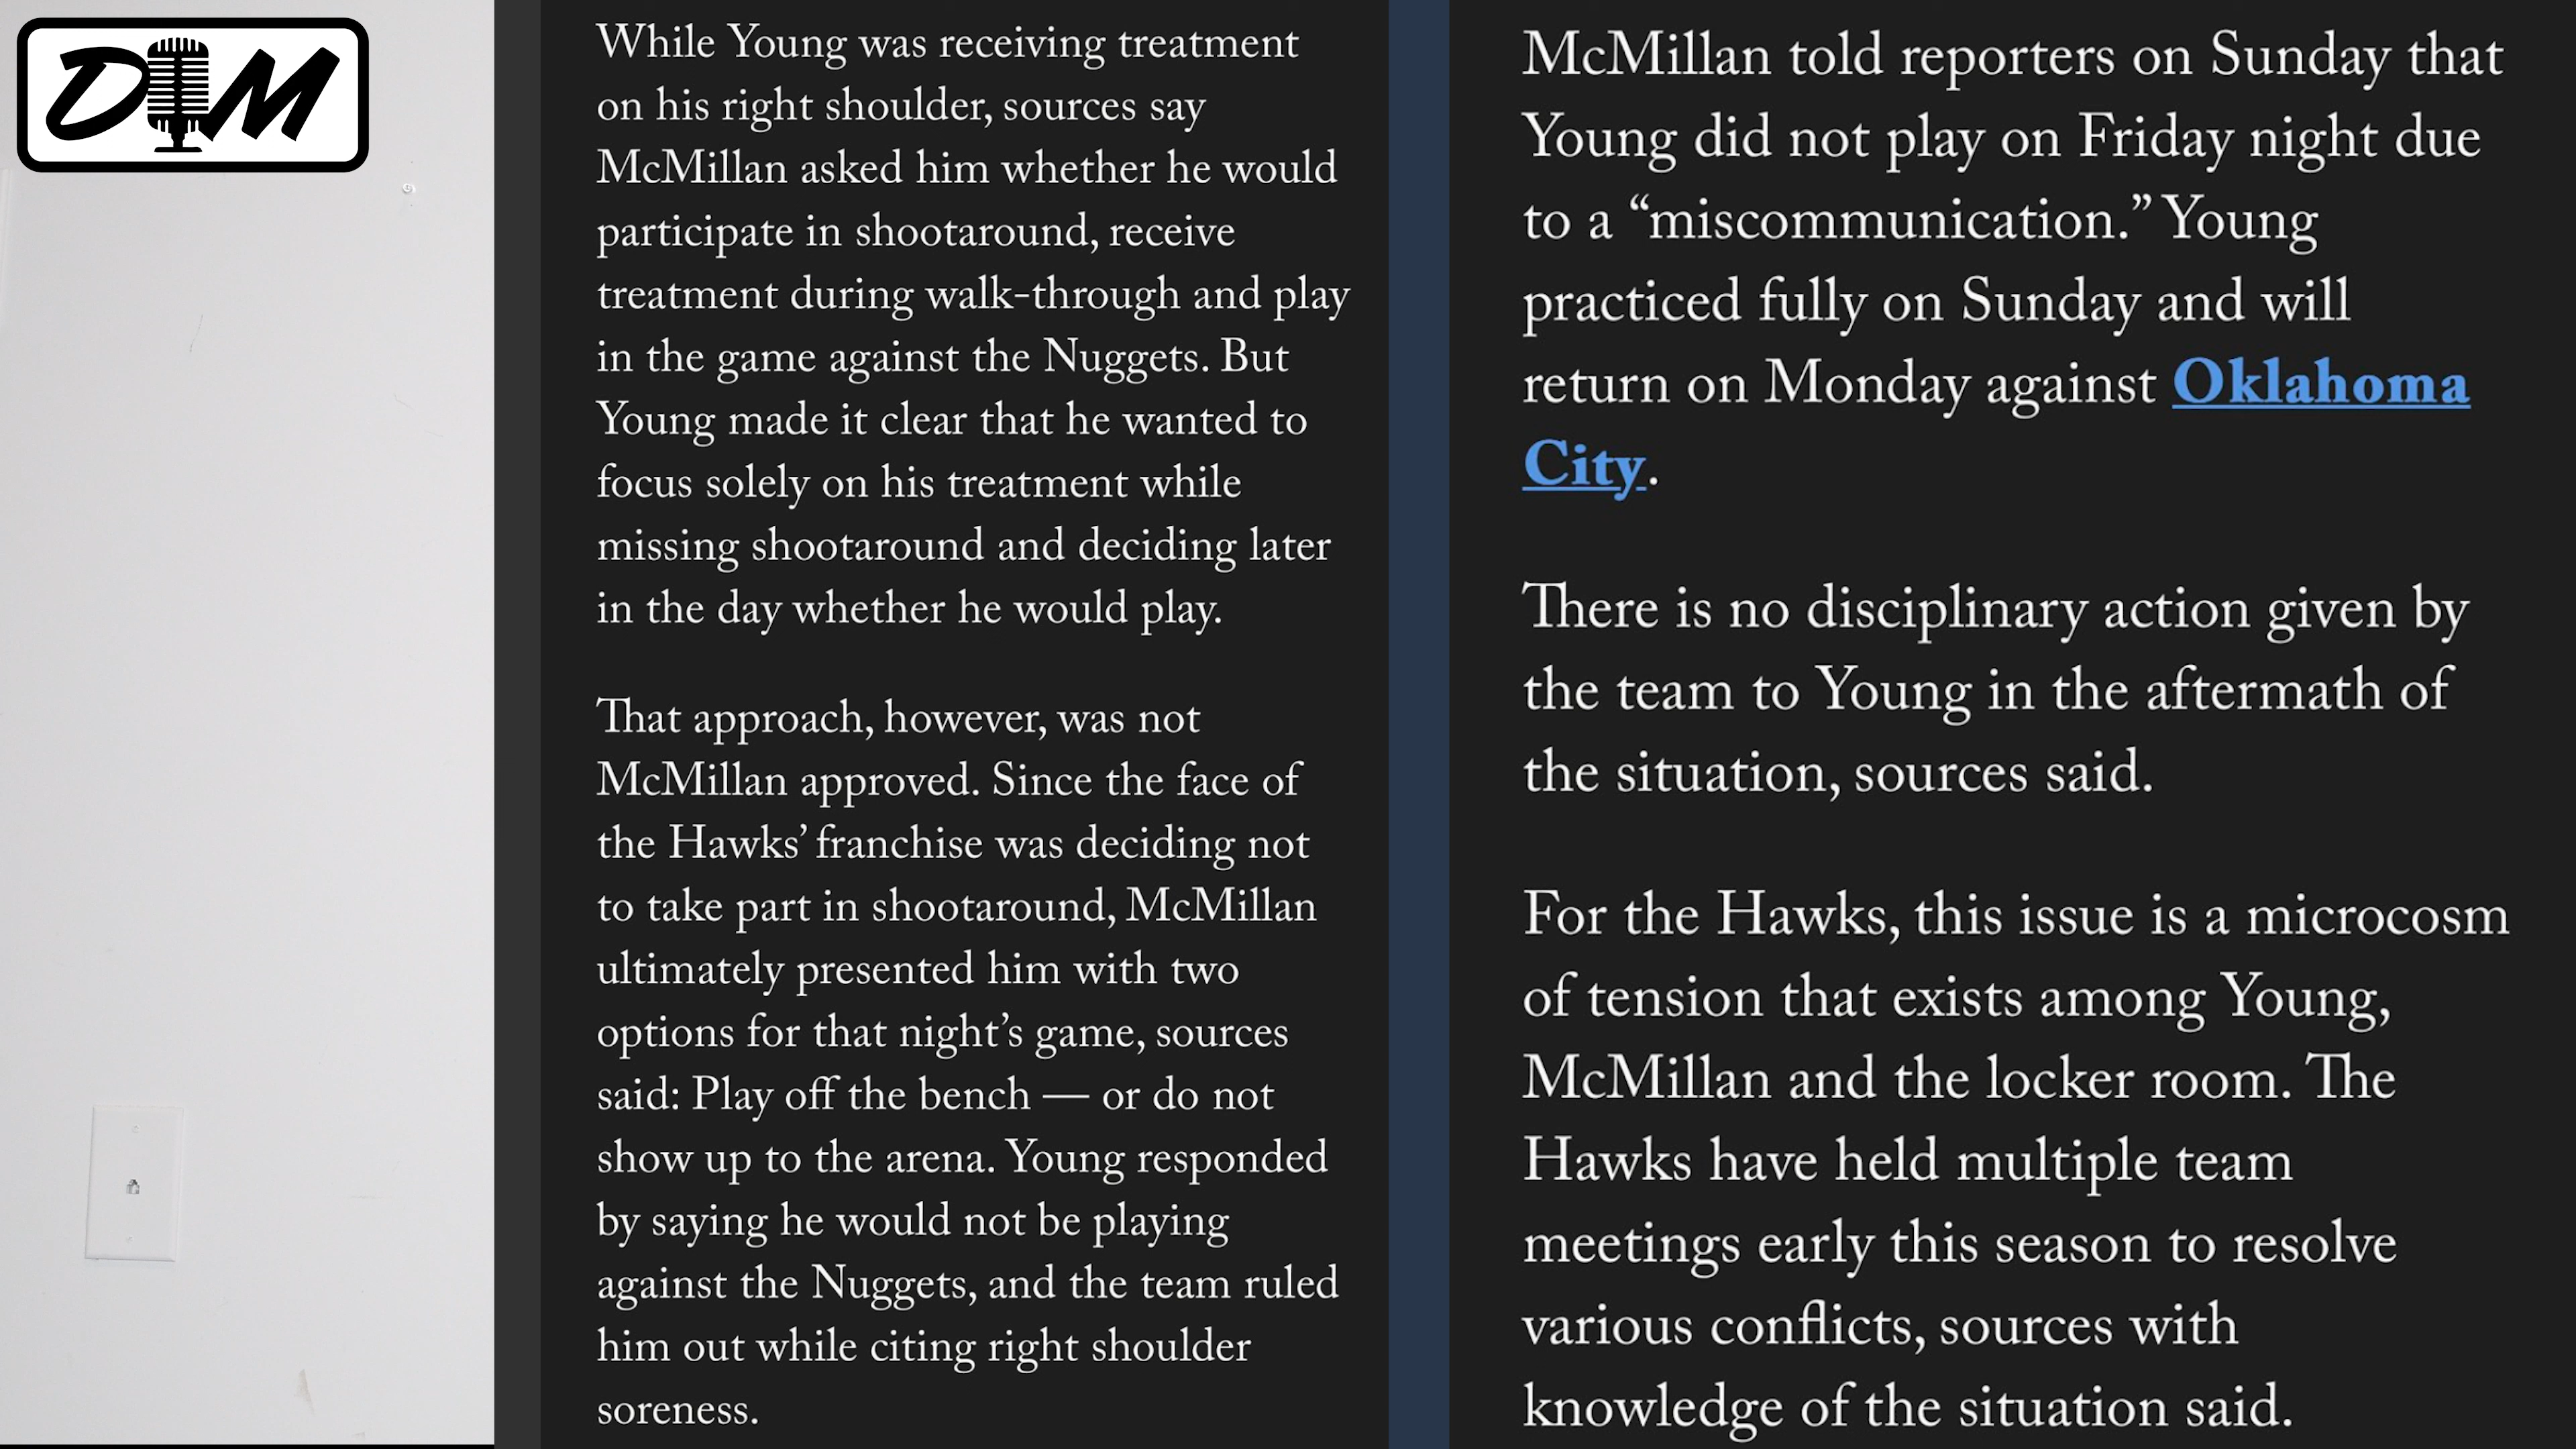 DM
While Young was receiving treatment
on his right shoulder, sources say
McMillan asked him whether he would
participate in shootaround, receive
treatment during walk-through and play
in the game against the Nuggets. But
Young made it clear that he wanted to
focus solely on his treatment while
missing shootaround and deciding later
in the day whether he would play.
That approach, however, was not
McMillan approved. Since the face of
the Hawks’ franchise was deciding not
to take part in shootaround, McMillan
ultimately presented him with two
options for that night’s game, sources
said: Play off the bench — or do not
show up to the arena. Young responded
by saying he would not be playing
against the Nuggets, and the team ruled
him out while citing right shoulder
soreness.
McMillan told reporters on Sunday that
Young did not play on Friday night due
to a “miscommunication.” Young
practiced fully on Sunday and will
return on Monday against Oklahoma
City.
There is no disciplinary action given by
the team to Young in the aftermath of
the situation, sources said.
For the Hawks, this issue is a microcosm
of tension that exists among Young,
McMillan and the locker room. The
Hawks have held multiple team
meetings early this season to resolve
various conflicts, sources with
knowledge of the situation said.